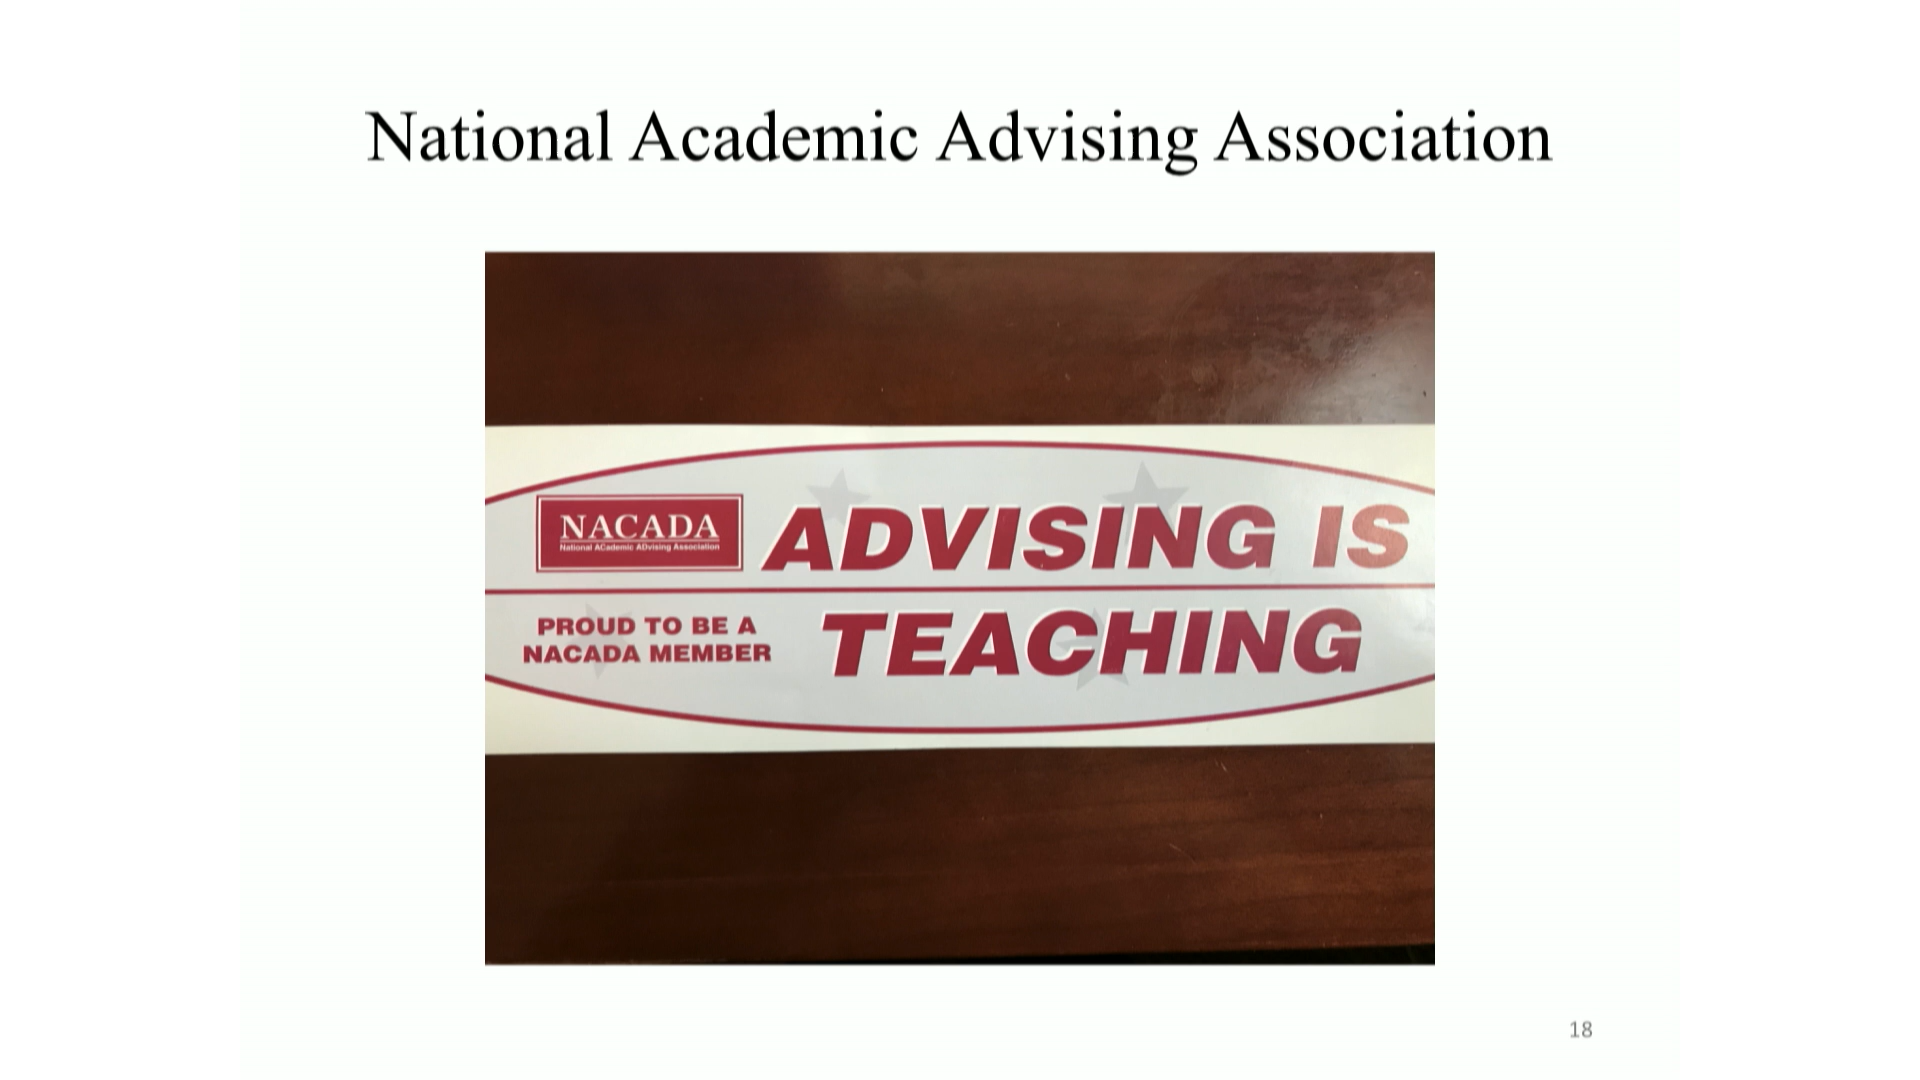 National Academic Advising Association
NACADA
National ACademic ADvising Association
ADVISING IS
PROUD TO BE A
NACADA MEMBER
TEACHING
18